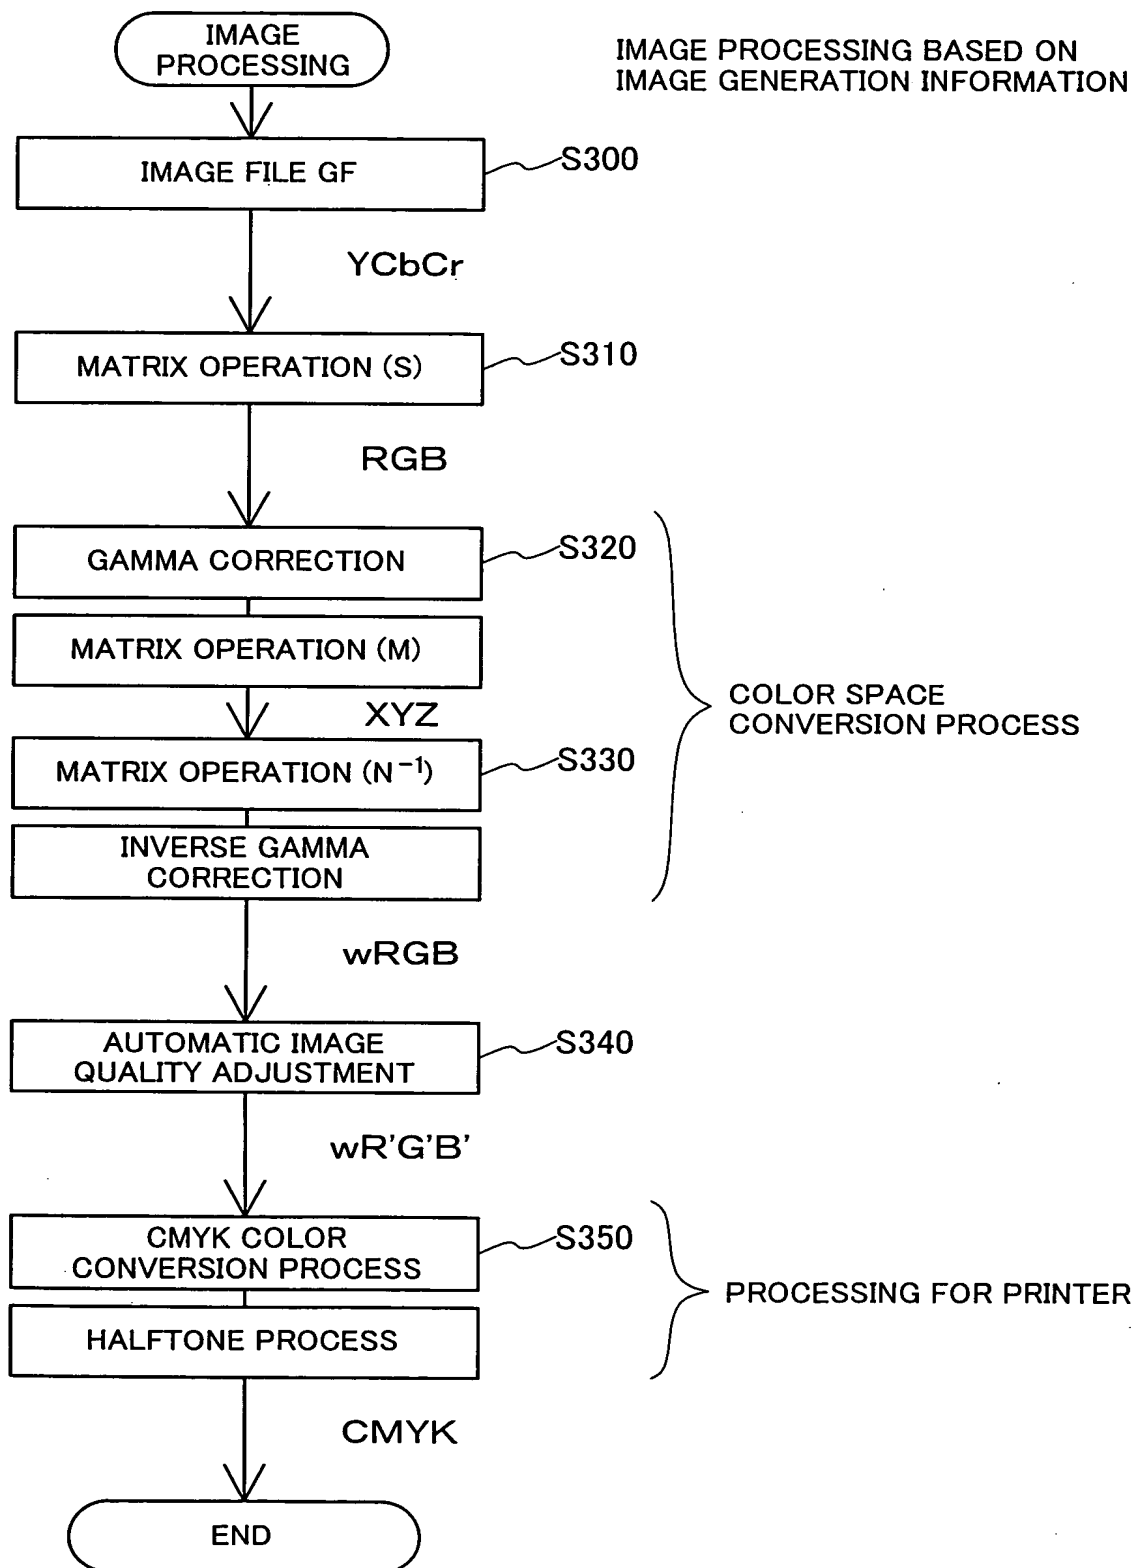 IMAGE
PROCESSING
IMAGE PROCESSING BASED ON
IMAGE GENERATION INFORMATION
IMAGE FILE GF
S300
YCbCr
MATRIX OPERATION (S)
S310
RGB
GAMMA CORRECTION
S320
MATRIX OPERATION (M)
XYZ
COLOR SPACE
CONVERSION PROCESS
MATRIX OPERATION (N⁻¹)
S330
INVERSE GAMMA
CORRECTION
wRGB
AUTOMATIC IMAGE
QUALITY ADJUSTMENT
S340
wR'G'B'
CMYK COLOR
CONVERSION PROCESS
S350
PROCESSING FOR PRINTER
HALFTONE PROCESS
CMYK
END